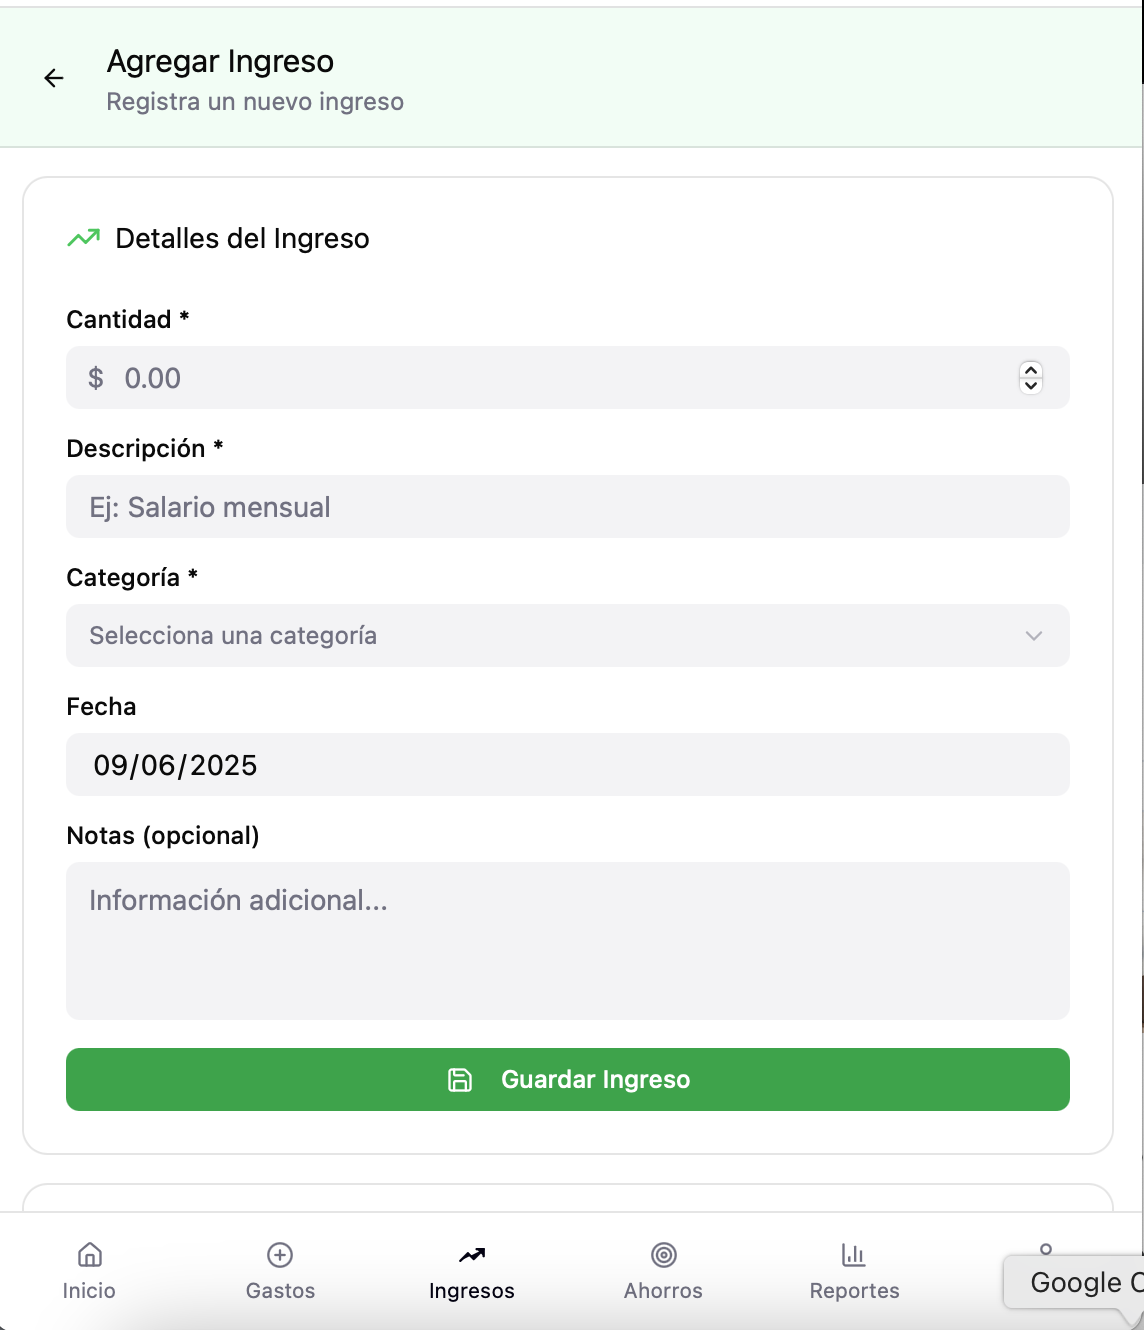 Agregar Ingreso
Registra un nuevo ingreso
Detalles del Ingreso
Cantidad *
$ 0.00
Descripción *
Ej: Salario mensual
Categoría *
Selecciona una categoría
Fecha
09/06/2025
Notas (opcional)
Información adicional...
Guardar Ingreso
Inicio Gastos Ingresos Ahorros Reportes
Google